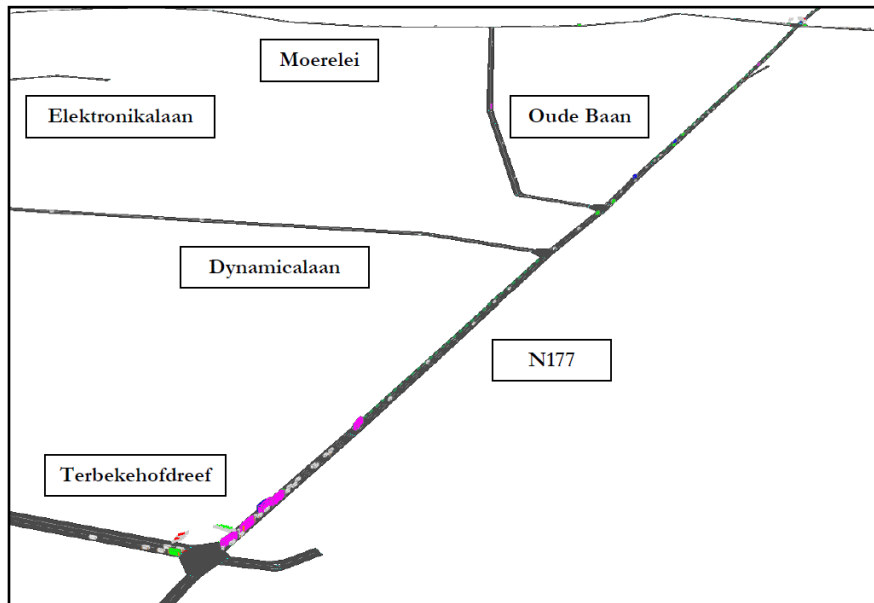 Moerelei
Elektronikalaan
Oude Baan
Dynamicalaan
N177
Terbekehofdreef